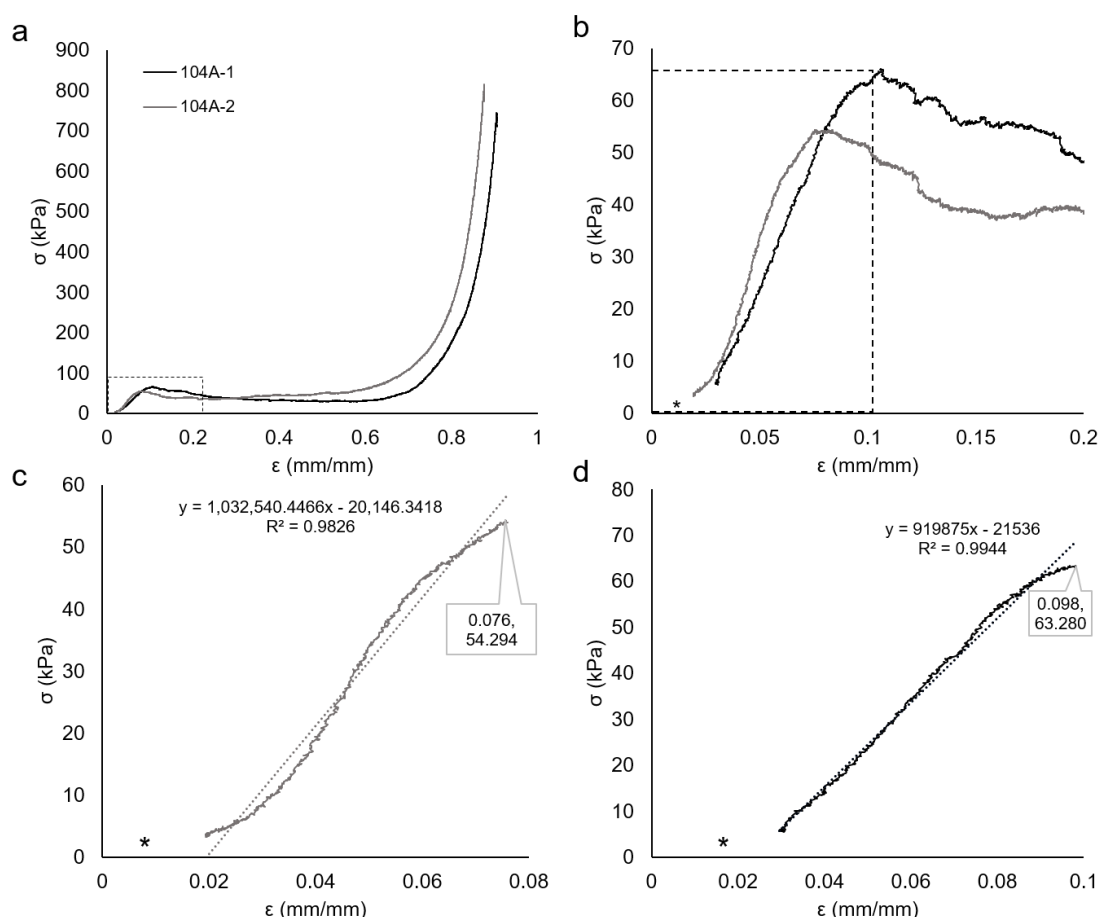 a
900
800
700
600
500
400
300
200
100
0
σ (kPa)
104A-1
104A-2
0 0.2 0.4 0.6 0.8 1
ε (mm/mm)
b
70
60
50
40
30
20
10
0
σ (kPa)
*
0 0.05 0.1 0.15 0.2
ε (mm/mm)
c
60
50
40
30
20
10
0
σ (kPa)
y = 1,032,540.4466x - 20,146.3418
R² = 0.9826
0.076,
54.294
*
0 0.02 0.04 0.06 0.08
ε (mm/mm)
d
80
70
60
50
40
30
20
10
0
σ (kPa)
y = 919875x - 21536
R² = 0.9944
0.098,
63.280
*
0 0.02 0.04 0.06 0.08 0.1
ε (mm/mm)